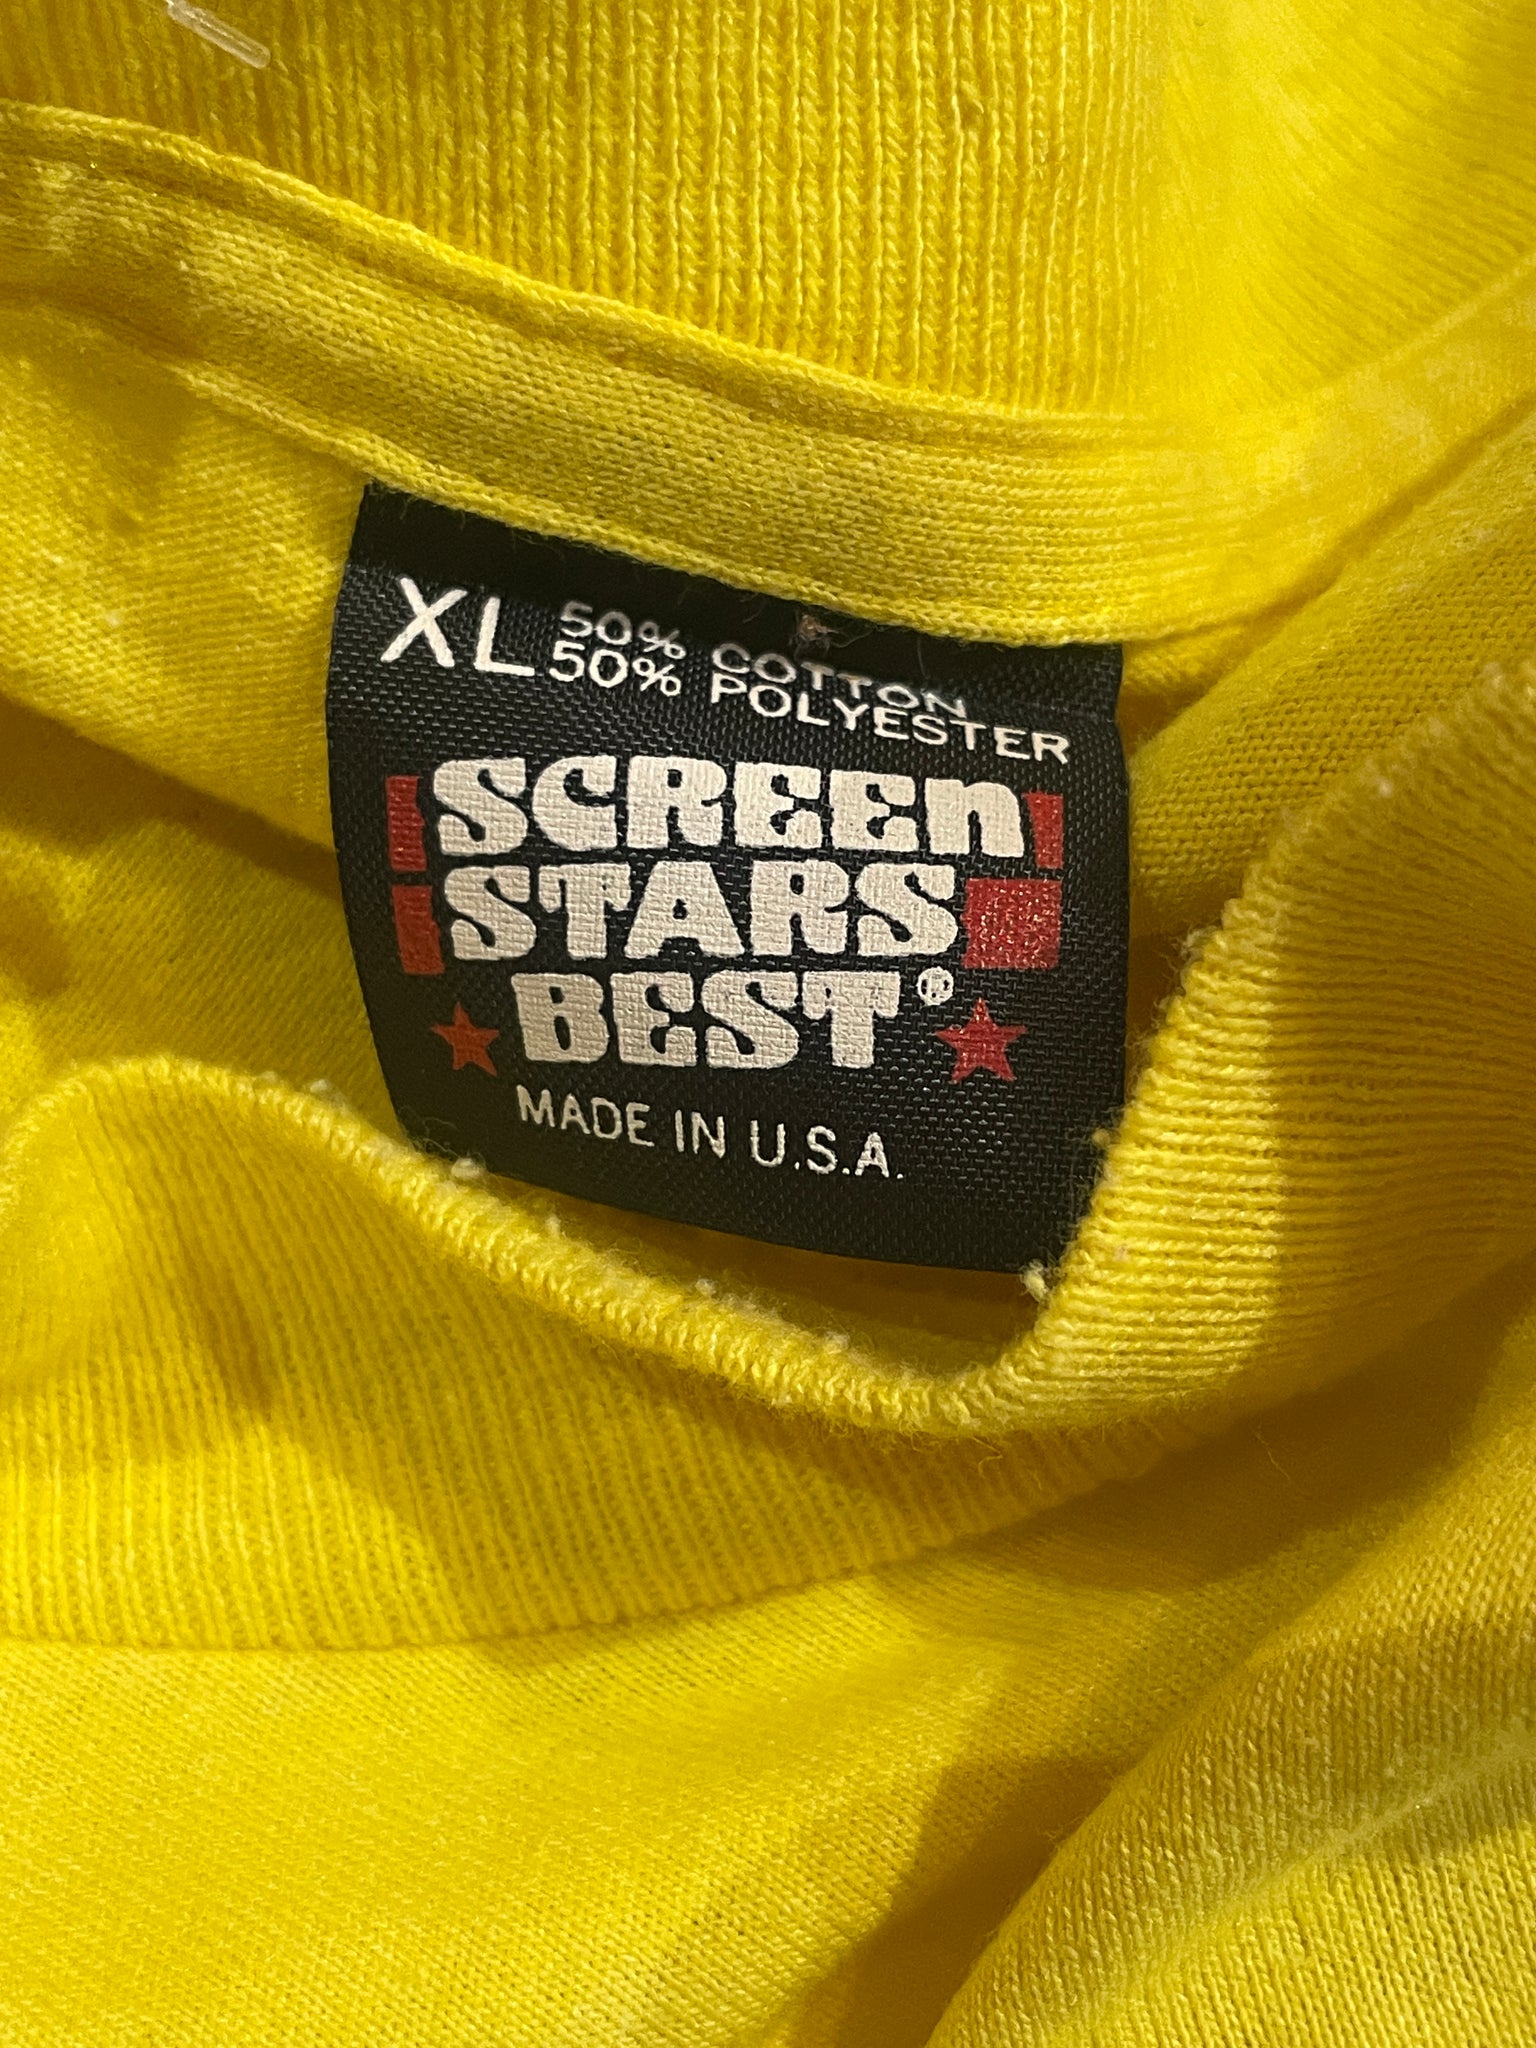 XL 50% COTTON
50% POLYESTER
SCREEN
STARS
BEST®
MADE IN U.S.A.